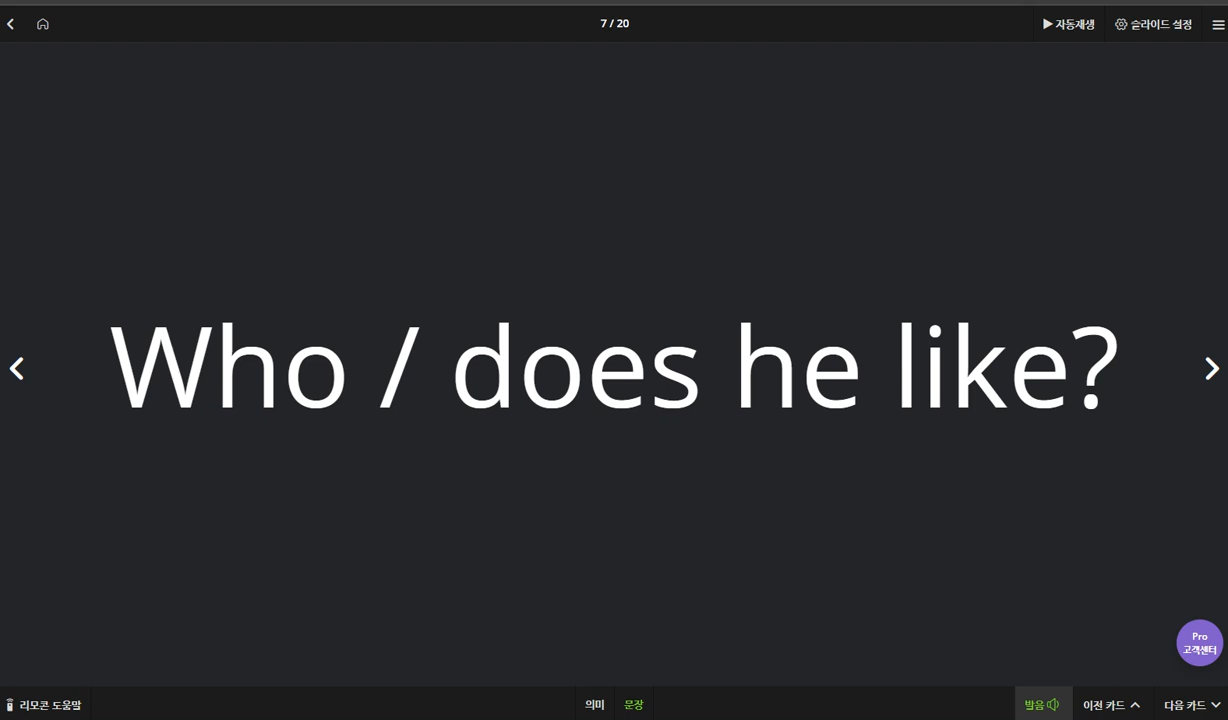 7 / 20
자동재생
슬라이드 설정
Who / does he like?
Pro
고객센터
리모콘 도움말
의미
문장
발음
이전 카드
다음 카드